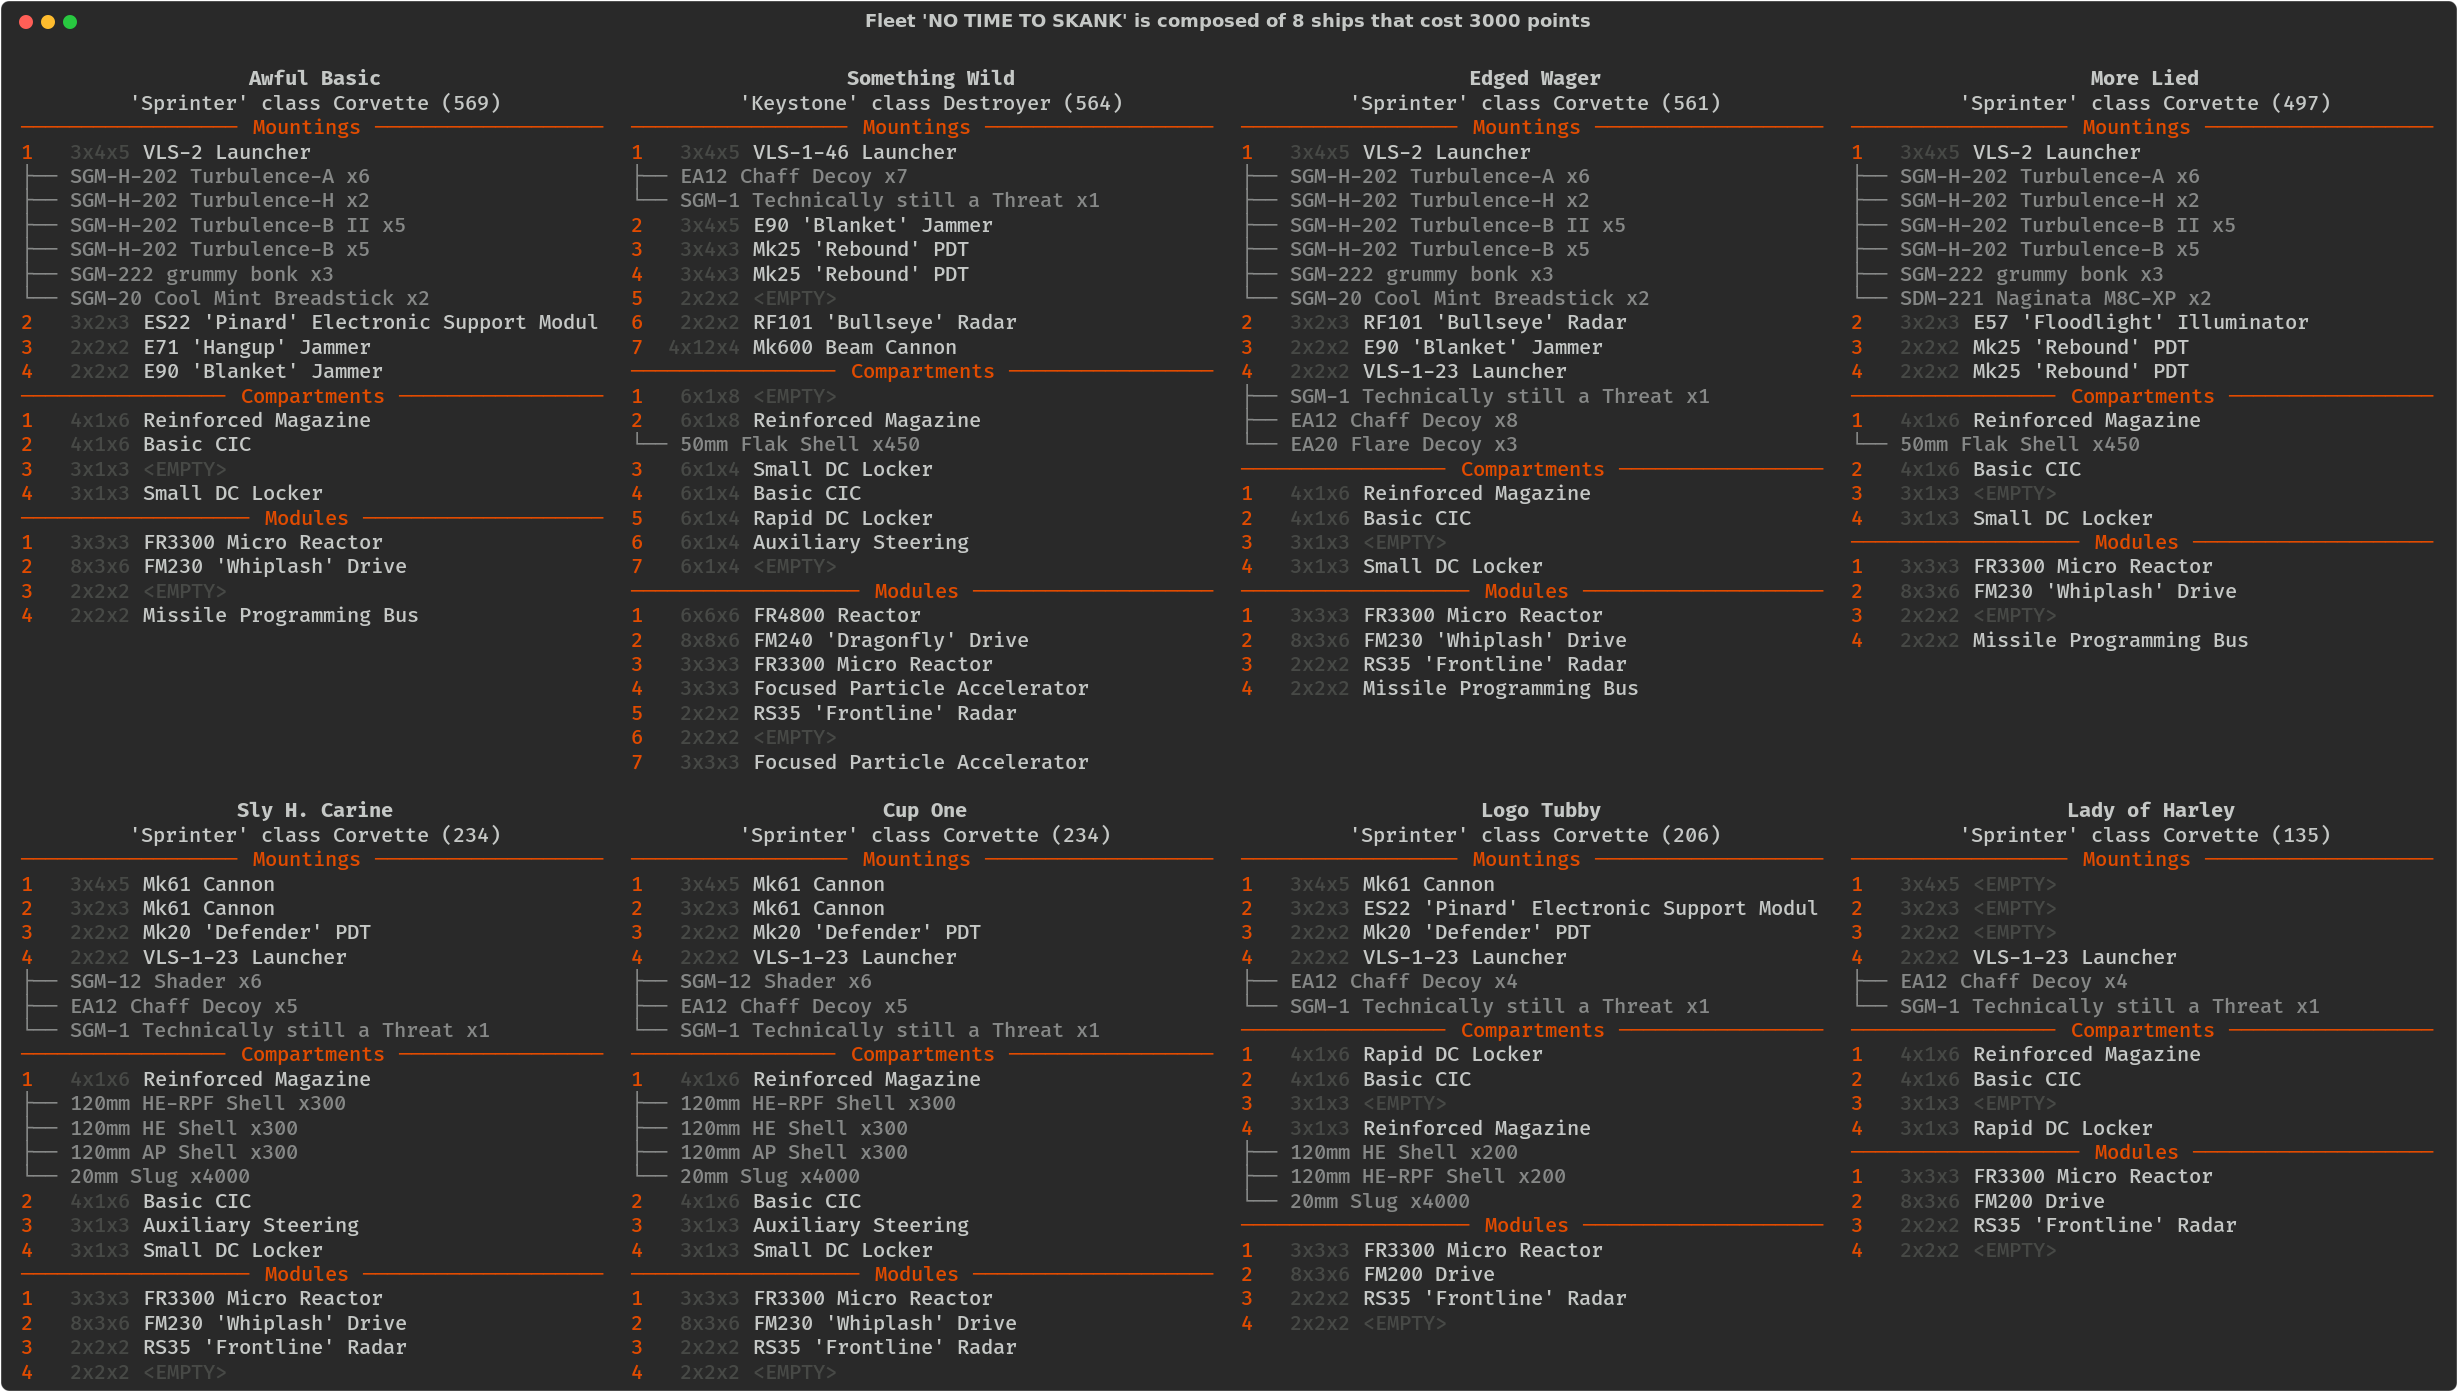 Fleet 'NO TIME TO SKANK' is composed of 8 ships that cost 3000 points
Awful Basic
'Sprinter' class Corvette (569)
Mountings
1 3x4x5 VLS-2 Launcher
SGM-H-202 Turbulence-A x6
SGM-H-202 Turbulence-H x2
SGM-H-202 Turbulence-B II x5
SGM-H-202 Turbulence-B x5
SGM-222 grummy bonk x3
SGM-20 Cool Mint Breadstick x2
2 3x2x3 ES22 'Pinard' Electronic Support Modul
3 2x2x2 E71 'Hangup' Jammer
4 2x2x2 E90 'Blanket' Jammer
Compartments
1 4x1x6 Reinforced Magazine
2 4x1x6 Basic CIC
3 3x1x3 <EMPTY>
4 3x1x3 Small DC Locker
Modules
1 3x3x3 FR3300 Micro Reactor
2 8x3x6 FM230 'Whiplash' Drive
3 2x2x2 <EMPTY>
4 2x2x2 Missile Programming Bus
Something Wild
'Keystone' class Destroyer (564)
Mountings
1 3x4x5 VLS-1-46 Launcher
EA12 Chaff Decoy x7
SGM-1 Technically still a Threat x1
2 3x4x5 E90 'Blanket' Jammer
3 3x4x3 Mk25 'Rebound' PDT
4 3x4x3 Mk25 'Rebound' PDT
5 2x2x2 <EMPTY>
6 2x2x2 RF101 'Bullseye' Radar
7 4x12x4 Mk600 Beam Cannon
Compartments
1 6x1x8 <EMPTY>
2 6x1x8 Reinforced Magazine
50mm Flak Shell x450
3 6x1x4 Small DC Locker
4 6x1x4 Basic CIC
5 6x1x4 Rapid DC Locker
6 6x1x4 Auxiliary Steering
7 6x1x4 <EMPTY>
Modules
1 6x6x6 FR4800 Reactor
2 8x8x6 FM240 'Dragonfly' Drive
3 3x3x3 FR3300 Micro Reactor
4 3x3x3 Focused Particle Accelerator
5 2x2x2 RS35 'Frontline' Radar
6 2x2x2 <EMPTY>
7 3x3x3 Focused Particle Accelerator
Edged Wager
'Sprinter' class Corvette (561)
Mountings
1 3x4x5 VLS-2 Launcher
SGM-H-202 Turbulence-A x6
SGM-H-202 Turbulence-H x2
SGM-H-202 Turbulence-B II x5
SGM-H-202 Turbulence-B x5
SGM-222 grummy bonk x3
SGM-20 Cool Mint Breadstick x2
2 3x2x3 RF101 'Bullseye' Radar
3 2x2x2 E90 'Blanket' Jammer
4 2x2x2 VLS-1-23 Launcher
SGM-1 Technically still a Threat x1
EA12 Chaff Decoy x8
EA20 Flare Decoy x3
Compartments
1 4x1x6 Reinforced Magazine
2 4x1x6 Basic CIC
3 3x1x3 <EMPTY>
4 3x1x3 Small DC Locker
Modules
1 3x3x3 FR3300 Micro Reactor
2 8x3x6 FM230 'Whiplash' Drive
3 2x2x2 RS35 'Frontline' Radar
4 2x2x2 Missile Programming Bus
More Lied
'Sprinter' class Corvette (497)
Mountings
1 3x4x5 VLS-2 Launcher
SGM-H-202 Turbulence-A x6
SGM-H-202 Turbulence-H x2
SGM-H-202 Turbulence-B II x5
SGM-H-202 Turbulence-B x5
SGM-222 grummy bonk x3
SDM-221 Naginata M8C-XP x2
2 3x2x3 E57 'Floodlight' Illuminator
3 2x2x2 Mk25 'Rebound' PDT
4 2x2x2 Mk25 'Rebound' PDT
Compartments
1 4x1x6 Reinforced Magazine
50mm Flak Shell x450
2 4x1x6 Basic CIC
3 3x1x3 <EMPTY>
4 3x1x3 Small DC Locker
Modules
1 3x3x3 FR3300 Micro Reactor
2 8x3x6 FM230 'Whiplash' Drive
3 2x2x2 <EMPTY>
4 2x2x2 Missile Programming Bus
Sly H. Carine
'Sprinter' class Corvette (234)
Mountings
1 3x4x5 Mk61 Cannon
2 3x2x3 Mk61 Cannon
3 2x2x2 Mk20 'Defender' PDT
4 2x2x2 VLS-1-23 Launcher
SGM-12 Shader x6
EA12 Chaff Decoy x5
SGM-1 Technically still a Threat x1
Compartments
1 4x1x6 Reinforced Magazine
120mm HE-RPF Shell x300
120mm HE Shell x300
120mm AP Shell x300
20mm Slug x4000
2 4x1x6 Basic CIC
3 3x1x3 Auxiliary Steering
4 3x1x3 Small DC Locker
Modules
1 3x3x3 FR3300 Micro Reactor
2 8x3x6 FM230 'Whiplash' Drive
3 2x2x2 RS35 'Frontline' Radar
4 2x2x2 <EMPTY>
Cup One
'Sprinter' class Corvette (234)
Mountings
1 3x4x5 Mk61 Cannon
2 3x2x3 Mk61 Cannon
3 2x2x2 Mk20 'Defender' PDT
4 2x2x2 VLS-1-23 Launcher
SGM-12 Shader x6
EA12 Chaff Decoy x5
SGM-1 Technically still a Threat x1
Compartments
1 4x1x6 Reinforced Magazine
120mm HE-RPF Shell x300
120mm HE Shell x300
120mm AP Shell x300
20mm Slug x4000
2 4x1x6 Basic CIC
3 3x1x3 Auxiliary Steering
4 3x1x3 Small DC Locker
Modules
1 3x3x3 FR3300 Micro Reactor
2 8x3x6 FM230 'Whiplash' Drive
3 2x2x2 RS35 'Frontline' Radar
4 2x2x2 <EMPTY>
Logo Tubby
'Sprinter' class Corvette (206)
Mountings
1 3x4x5 Mk61 Cannon
2 3x2x3 ES22 'Pinard' Electronic Support Modul
3 2x2x2 Mk20 'Defender' PDT
4 2x2x2 VLS-1-23 Launcher
EA12 Chaff Decoy x4
SGM-1 Technically still a Threat x1
Compartments
1 4x1x6 Rapid DC Locker
2 4x1x6 Basic CIC
3 3x1x3 <EMPTY>
4 3x1x3 Reinforced Magazine
120mm HE Shell x200
120mm HE-RPF Shell x200
20mm Slug x4000
Modules
1 3x3x3 FR3300 Micro Reactor
2 8x3x6 FM200 Drive
3 2x2x2 RS35 'Frontline' Radar
4 2x2x2 <EMPTY>
Lady of Harley
'Sprinter' class Corvette (135)
Mountings
1 3x4x5 <EMPTY>
2 3x2x3 <EMPTY>
3 2x2x2 <EMPTY>
4 2x2x2 VLS-1-23 Launcher
EA12 Chaff Decoy x4
SGM-1 Technically still a Threat x1
Compartments
1 4x1x6 Reinforced Magazine
2 4x1x6 Basic CIC
3 3x1x3 <EMPTY>
4 3x1x3 Rapid DC Locker
Modules
1 3x3x3 FR3300 Micro Reactor
2 8x3x6 FM200 Drive
3 2x2x2 RS35 'Frontline' Radar
4 2x2x2 <EMPTY>